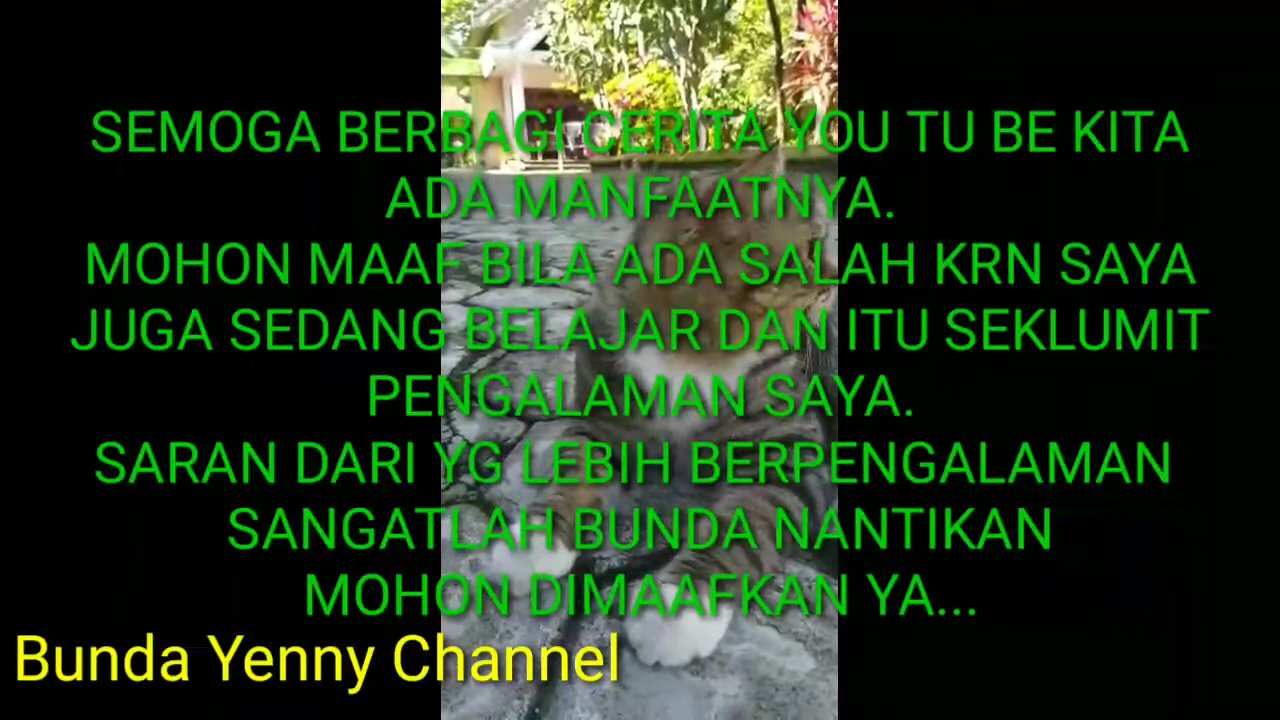 SEMOGA BERBAGI CERITA YOU TU BE KITA
ADA MANFAATNYA.
MOHON MAAF BILA ADA SALAH KRN SAYA
JUGA SEDANG BELAJAR DAN ITU SEKLUMIT
PENGALAMAN SAYA.
SARAN DARI YG LEBIH BERPENGALAMAN
SANGATLAH BUNDA NANTIKAN
MOHON DIMAAFKAN YA...
Bunda Yenny Channel